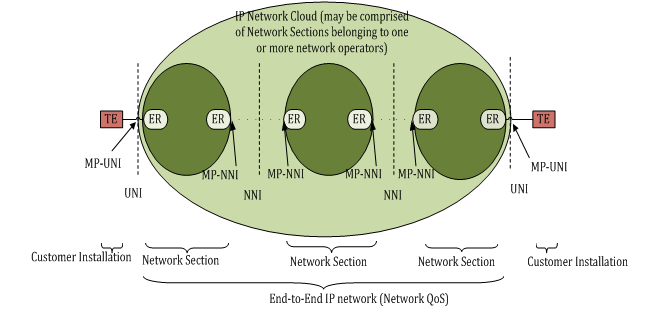 IP Network Cloud (may be comprised
of Network Sections belonging to one
or more network operators)
TE ER ER ER ER ER ER TE
MP-UNI MP-NNI MP-NNI MP-NNI MP-NNI MP-UNI
UNI NNI NNI UNI
Customer Installation Network Section Network Section Network Section Customer Installation
End-to-End IP network (Network QoS)